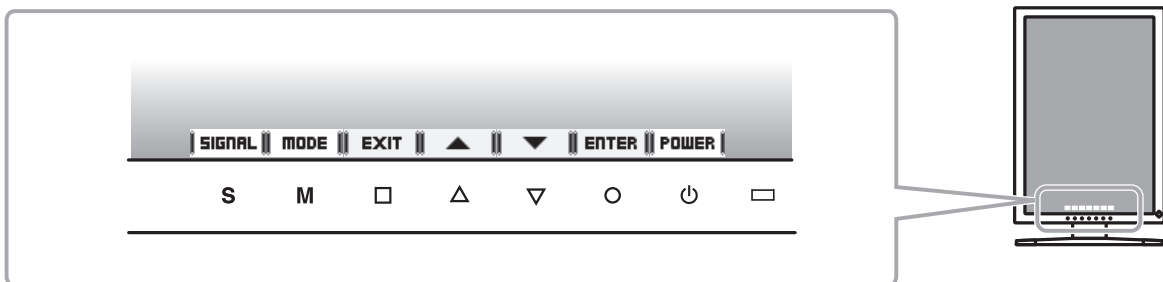 SIGNAL MODE EXIT ▲ ▼ ENTER POWER
S M □ △ ▽ ○ ⏻ ▭